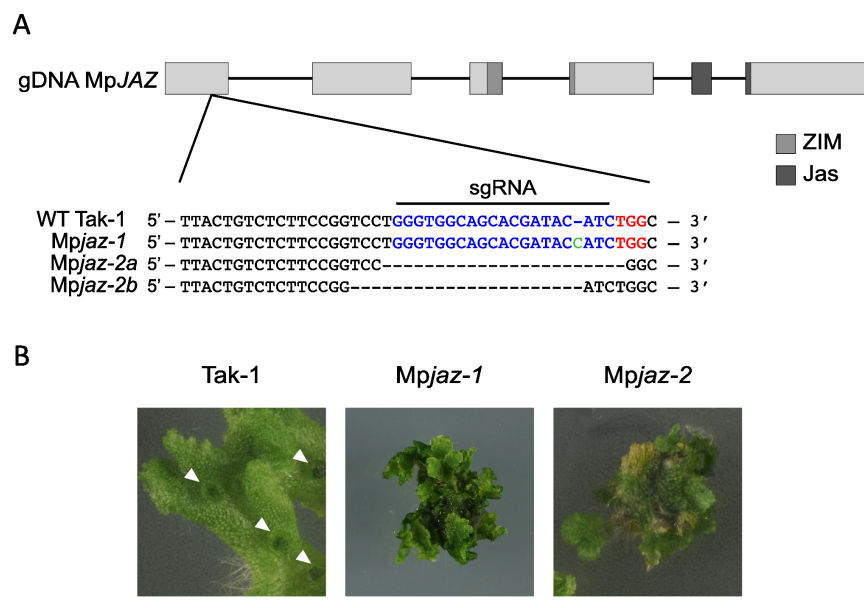 A
gDNA MpJAZ
ZIM
Jas
sgRNA
WT Tak-1 5'– TTACTGTCTCTTCCGGTCCTGGGTGGCAGCACGATAC-ATCTGGC – 3'
Mpjaz-1 5'– TTACTGTCTCTTCCGGTCCTGGGTGGCAGCACGATACCATCTGGC – 3'
Mpjaz-2a 5'– TTACTGTCTCTTCCGGTCC-----------------------GGC – 3'
Mpjaz-2b 5'– TTACTGTCTCTTCCGG----------------------ATCTGGC – 3'
B
Tak-1 Mpjaz-1 Mpjaz-2